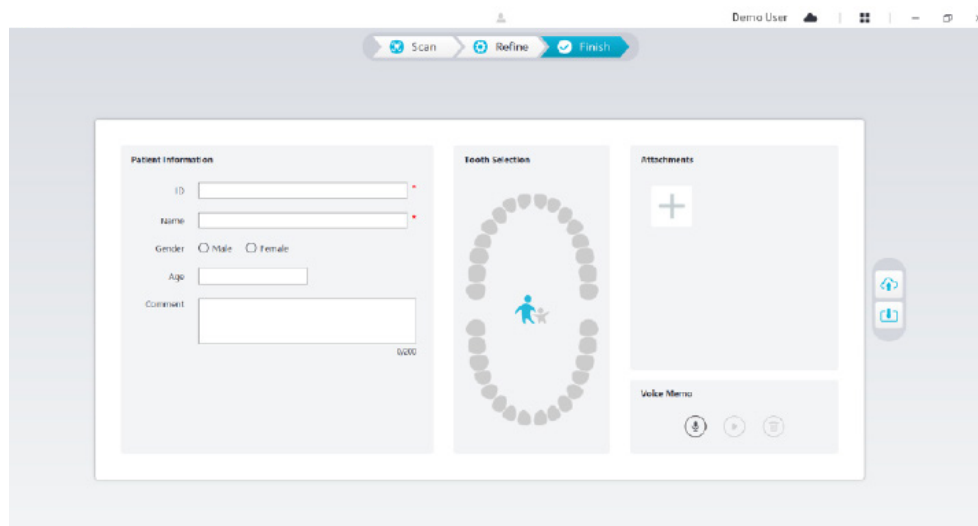 Demo User
Scan Refine Finish
Patient Information
ID *
Name *
Gender Male Female
Age
Comment
0/200
Tooth Selection
Attachments
Voice Memo